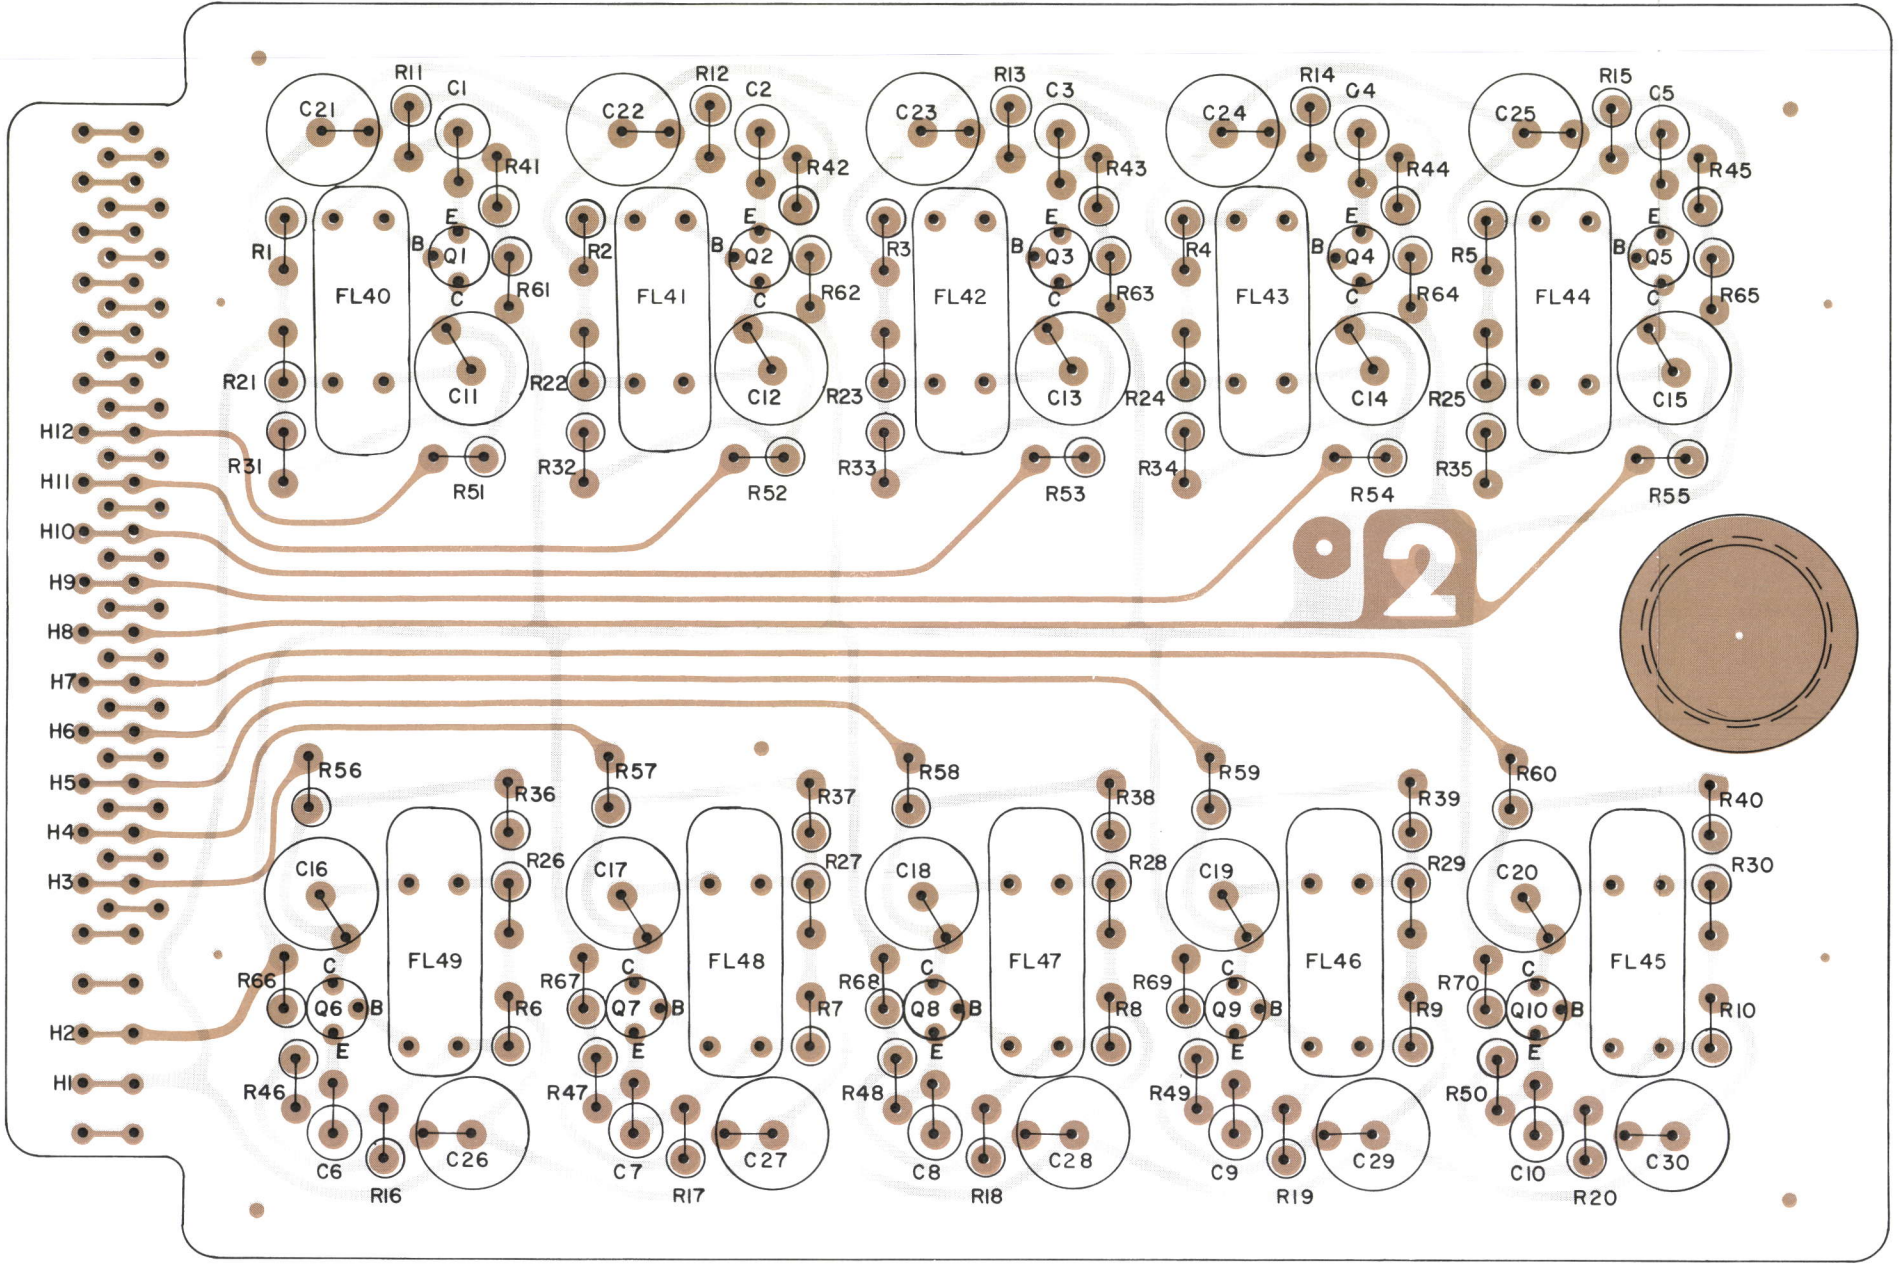 R11 C1 R12 C2 R13 C3 R14 C4 R15 C5
C21 C22 C23 C24 C25
R41 R42 R43 R44 R45
E E E E E
R1 B Q1 R2 B Q2 R3 B Q3 R4 B Q4 R5 B Q5
C C C C C
FL40 R61 FL41 R62 FL42 R63 FL43 R64 FL44 R65
R21 C11 R22 C12 R23 C13 R24 C14 R25 C15
H12
R31 R32 R33 R34 R35
H11 R51 R52 R53 R54 R55
H10
2
H9
H8
H7
H6
R56 R57 R58 R59 R60
H5 R36 R37 R38 R39 R40
H4
C16 R26 C17 R27 C18 R28 C19 R29 C20 R30
H3
FL49 FL48 FL47 FL46 FL45
C C C C C
R66 R67 R68 R69 R70
Q6 B R6 Q7 B R7 Q8 B R8 Q9 B R9 Q10 B R10
H2
E E E E E
H1
R46 R47 R48 R49 R50
C6 C26 C7 C27 C8 C28 C9 C29 C10 C30
R16 R17 R18 R19 R20